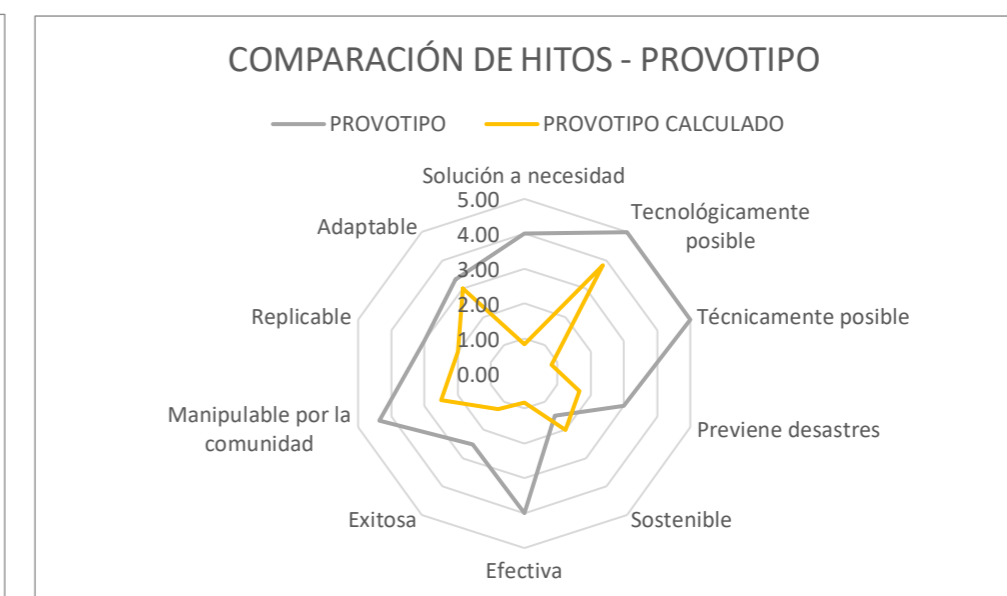 COMPARACIÓN DE HITOS - PROVOTIPO
PROVOTIPO
PROVOTIPO CALCULADO
Solución a necesidad
5.00
4.00
3.00
2.00
1.00
0.00
Tecnológicamente
posible
Técnicamente posible
Previene desastres
Sostenible
Efectiva
Exitosa
Manipulable por la
comunidad
Replicable
Adaptable